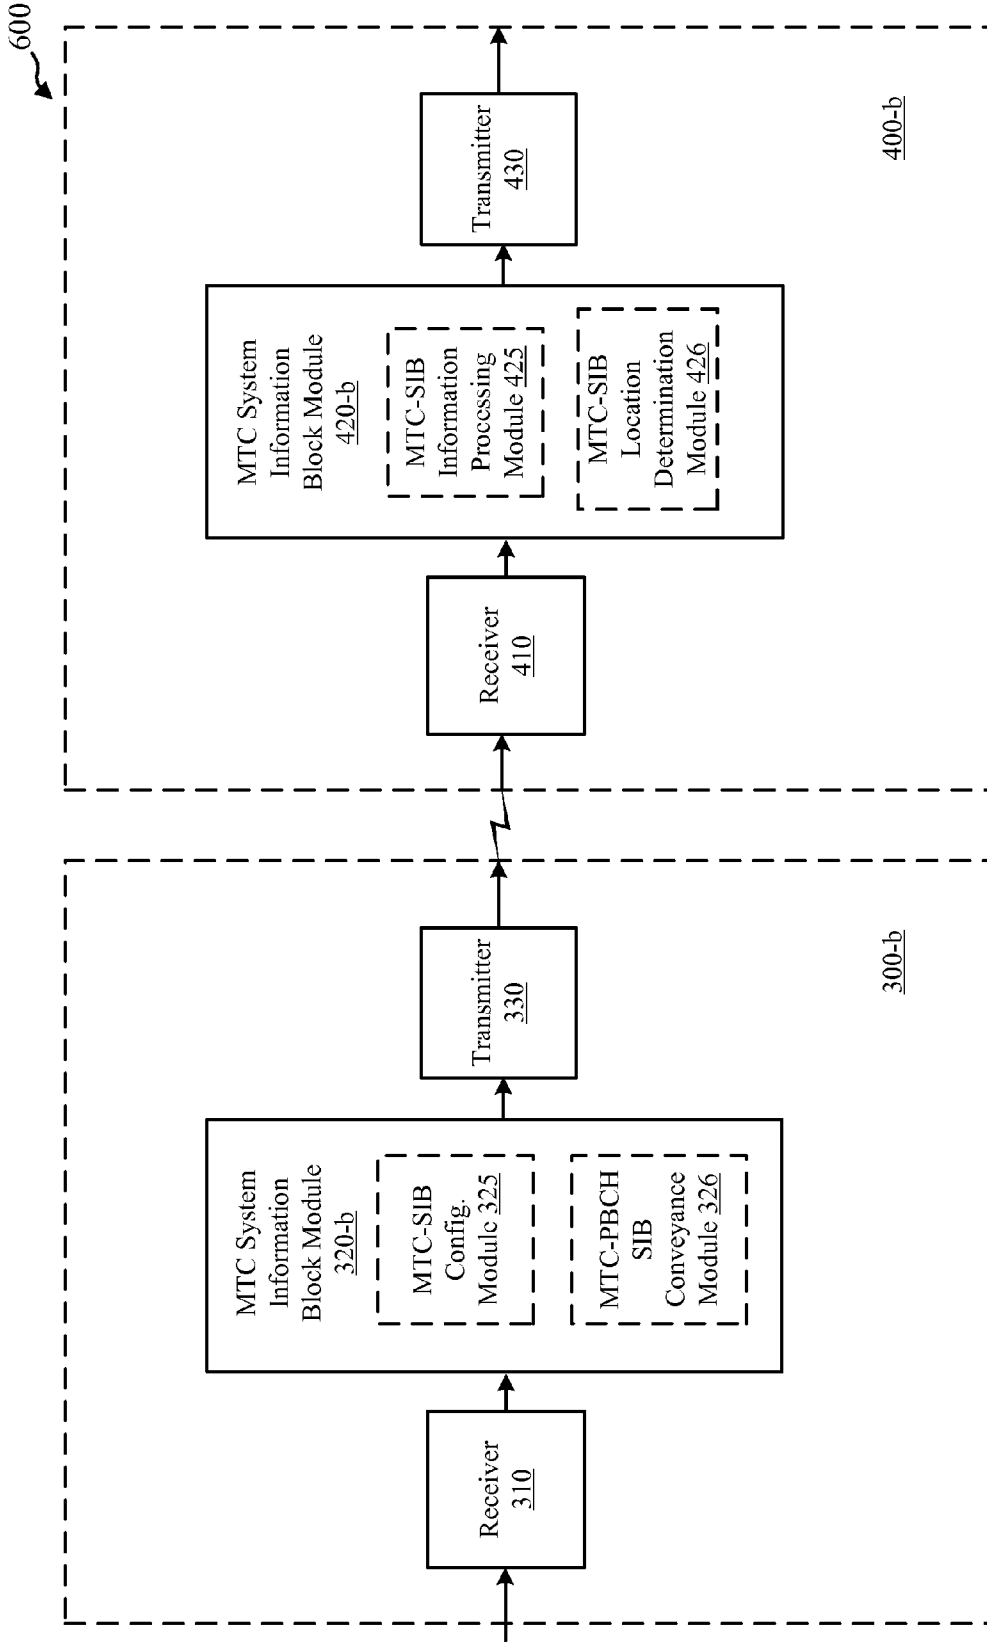 600
Receiver
310
MTC System
Information
Block Module
320-b
MTC-SIB
Config.
Module 325
MTC-PBCH
SIB
Conveyance
Module 326
Transmitter
330
300-b
Receiver
410
MTC System
Information
Block Module
420-b
MTC-SIB
Information
Processing
Module 425
MTC-SIB
Location
Determination
Module 426
Transmitter
430
400-b